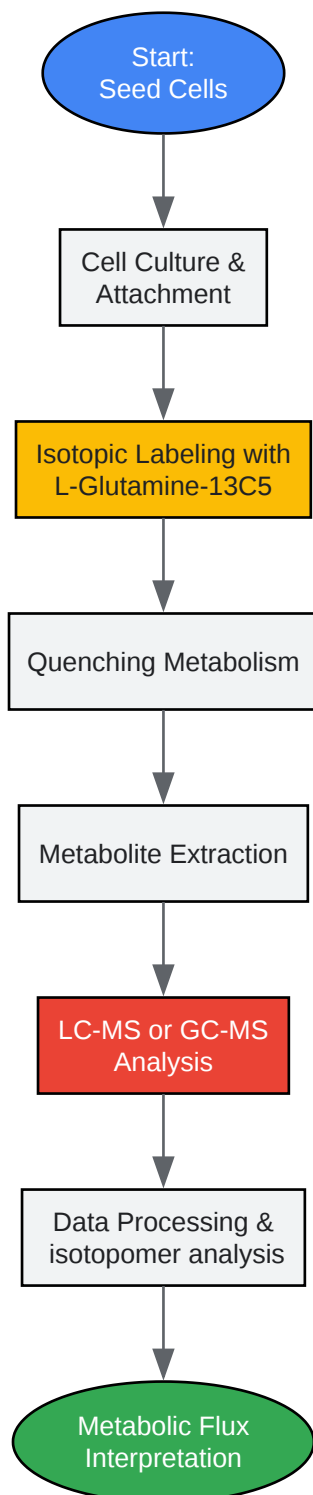 Start:
Seed Cells
Cell Culture &
Attachment
Isotopic Labeling with
L-Glutamine-13C5
Quenching Metabolism
Metabolite Extraction
LC-MS or GC-MS
Analysis
Data Processing &
isotopomer analysis
Metabolic Flux
Interpretation